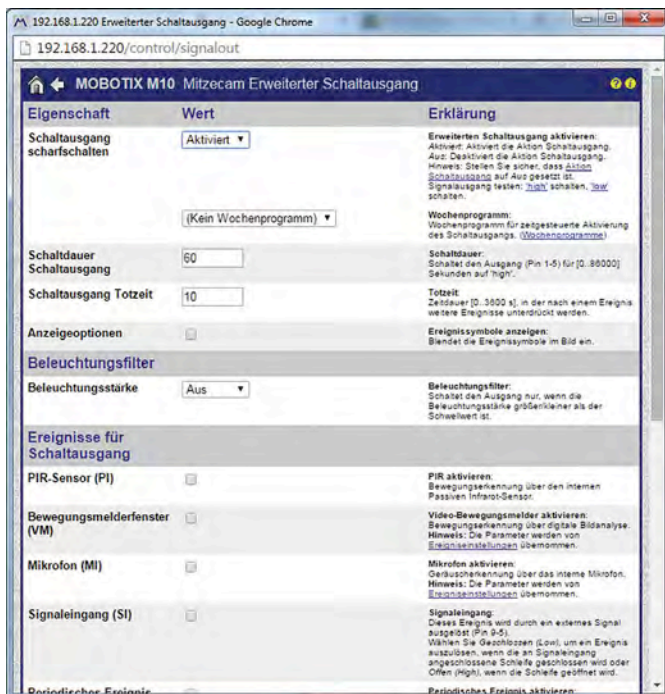 192.168.1.220 Erweiterter Schaltausgang - Google Chrome
192.168.1.220/control/signalout
MOBOTIX M10 Mitzecam Erweiterter Schaltausgang
Eigenschaft Wert Erklärung
Schaltausgang
scharfschalten
Aktiviert
Erweiterten Schaltausgang aktivieren:
Aktiviert: Aktiviert die Aktion Schaltausgang.
Aus: Deaktiviert die Aktion Schaltausgang.
Hinweis: Stellen Sie sicher, dass Aktion
Schaltausgang auf Aus gesetzt ist.
Signalausgang testen: 'high' schalten, 'low'
schalten.
(Kein Wochenprogramm)
Wochenprogramm:
Wochenprogramm für zeitgesteuerte Aktivierung
des Schaltausgangs. (Wochenprogramme)
Schaltdauer
Schaltausgang
60
Schaltdauer:
Schaltet den Ausgang (Pin 1-5) für [0..86000]
Sekunden auf 'high'.
Schaltausgang Totzeit
10
Totzeit:
Zeitdauer [0..3600 s], in der nach einem Ereignis
weitere Ereignisse unterdrückt werden.
Anzeigeoptionen
Ereignissymbole anzeigen:
Blendet die Ereignissymbole im Bild ein.
Beleuchtungsfilter
Beleuchtungsstärke
Aus
Beleuchtungsfilter:
Schaltet den Ausgang nur, wenn die
Beleuchtungsstärke größer/kleiner als der
Schwellwert ist.
Ereignisse für
Schaltausgang
PIR-Sensor (PI)
PIR aktivieren:
Bewegungserkennung über den internen
Passiven Infrarot-Sensor.
Bewegungsmelderfenster
(VM)
Video-Bewegungsmelder aktivieren:
Bewegungserkennung über digitale Bildanalyse.
Hinweis: Die Parameter werden von
Ereigniseinstellungen übernommen.
Mikrofon (MI)
Mikrofon aktivieren:
Geräuscherkennung über das interne Mikrofon.
Hinweis: Die Parameter werden von
Ereigniseinstellungen übernommen.
Signaleingang (SI)
Signaleingang:
Dieses Ereignis wird durch ein externes Signal
ausgelöst (Pin 9-5).
Wählen Sie Geschlossen (Low), um ein Ereignis
auszulösen, wenn die an Signaleingang
angeschlossene Schleife geschlossen wird oder
Offen (High), wenn die Schleife geöffnet wird.
Periodisches Ereignis
Periodisches Ereignis aktivieren: